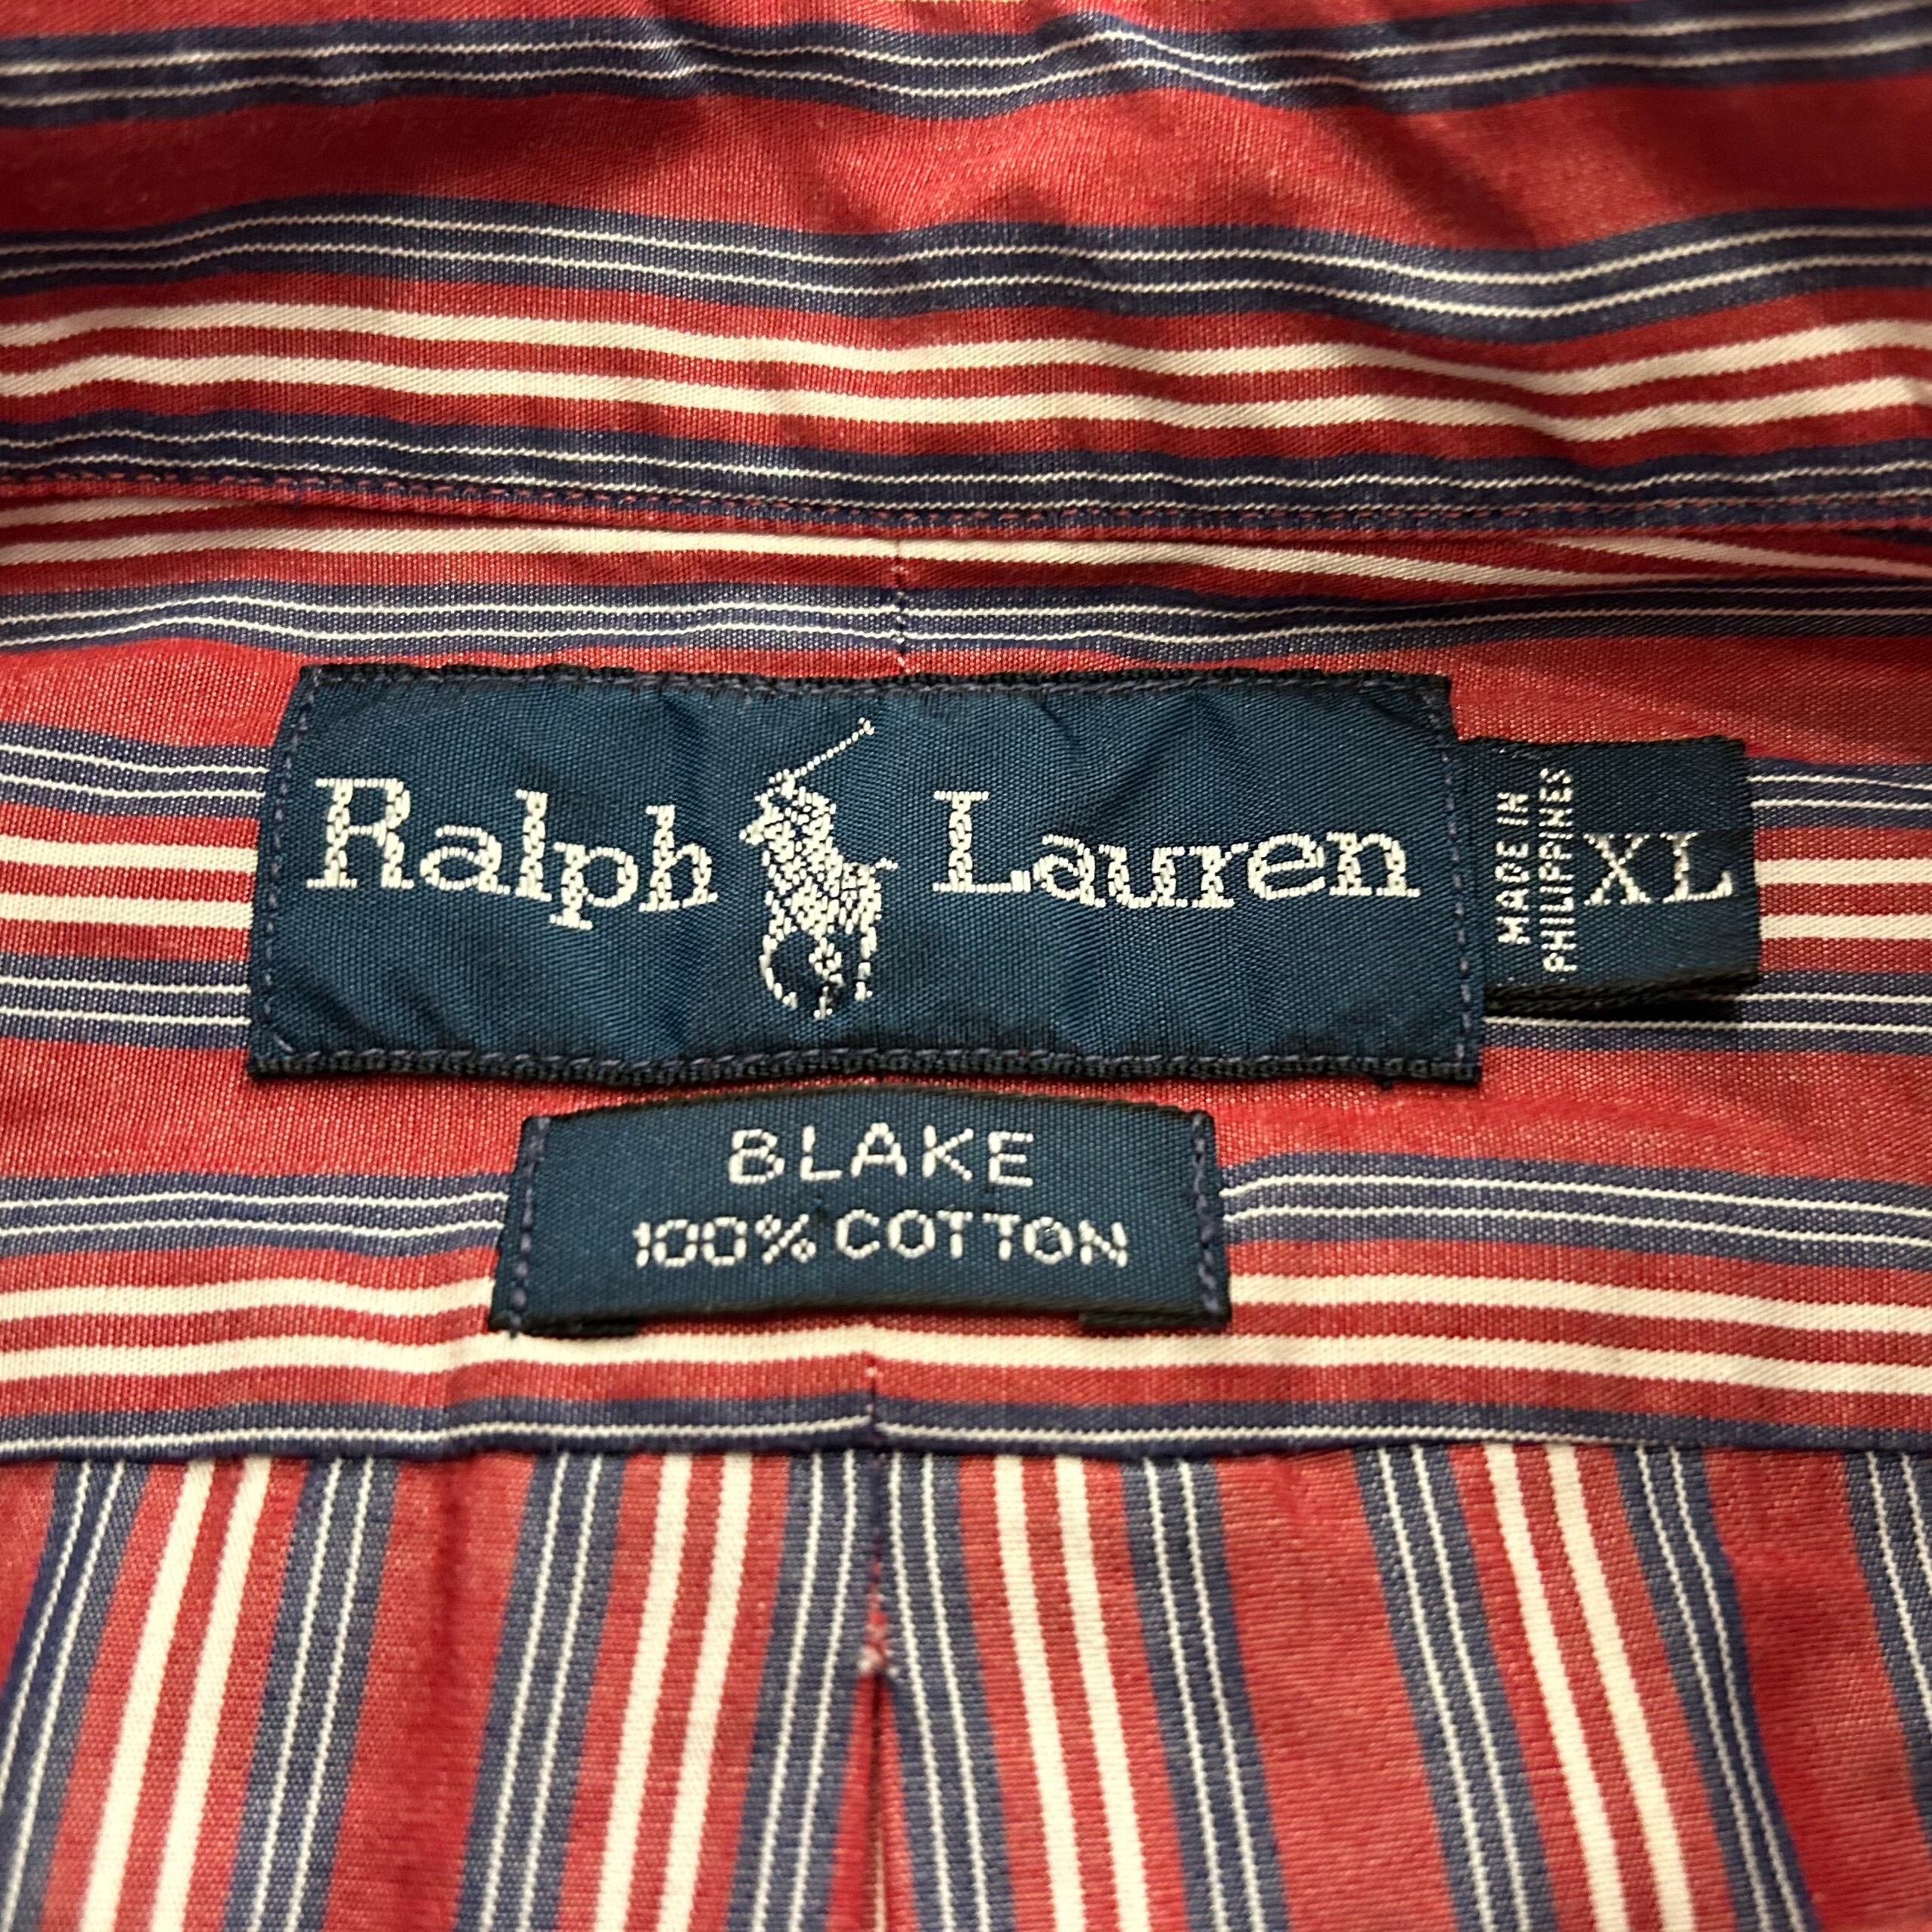 Ralph Lauren
MADE IN
PHILIPPINES
XL
BLAKE
100% COTTON